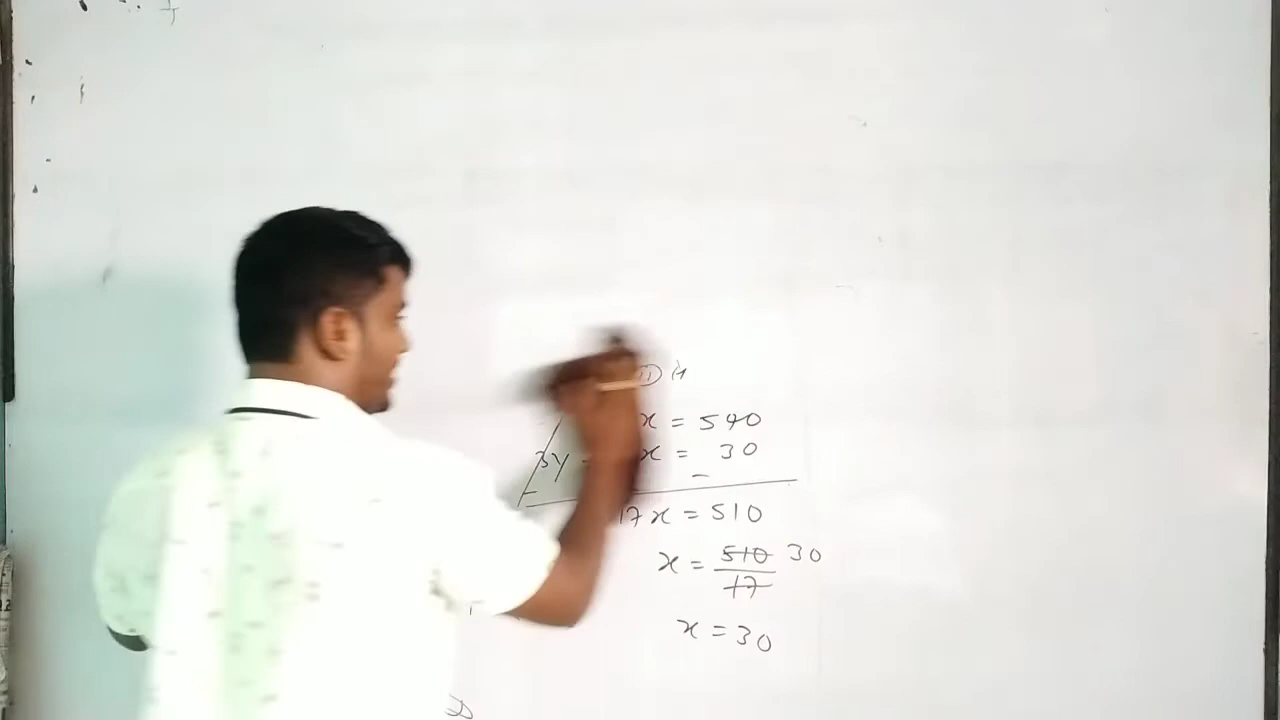 x = 540
3y - x = 30
-
17x = 510
x = 510/17 30
x = 30